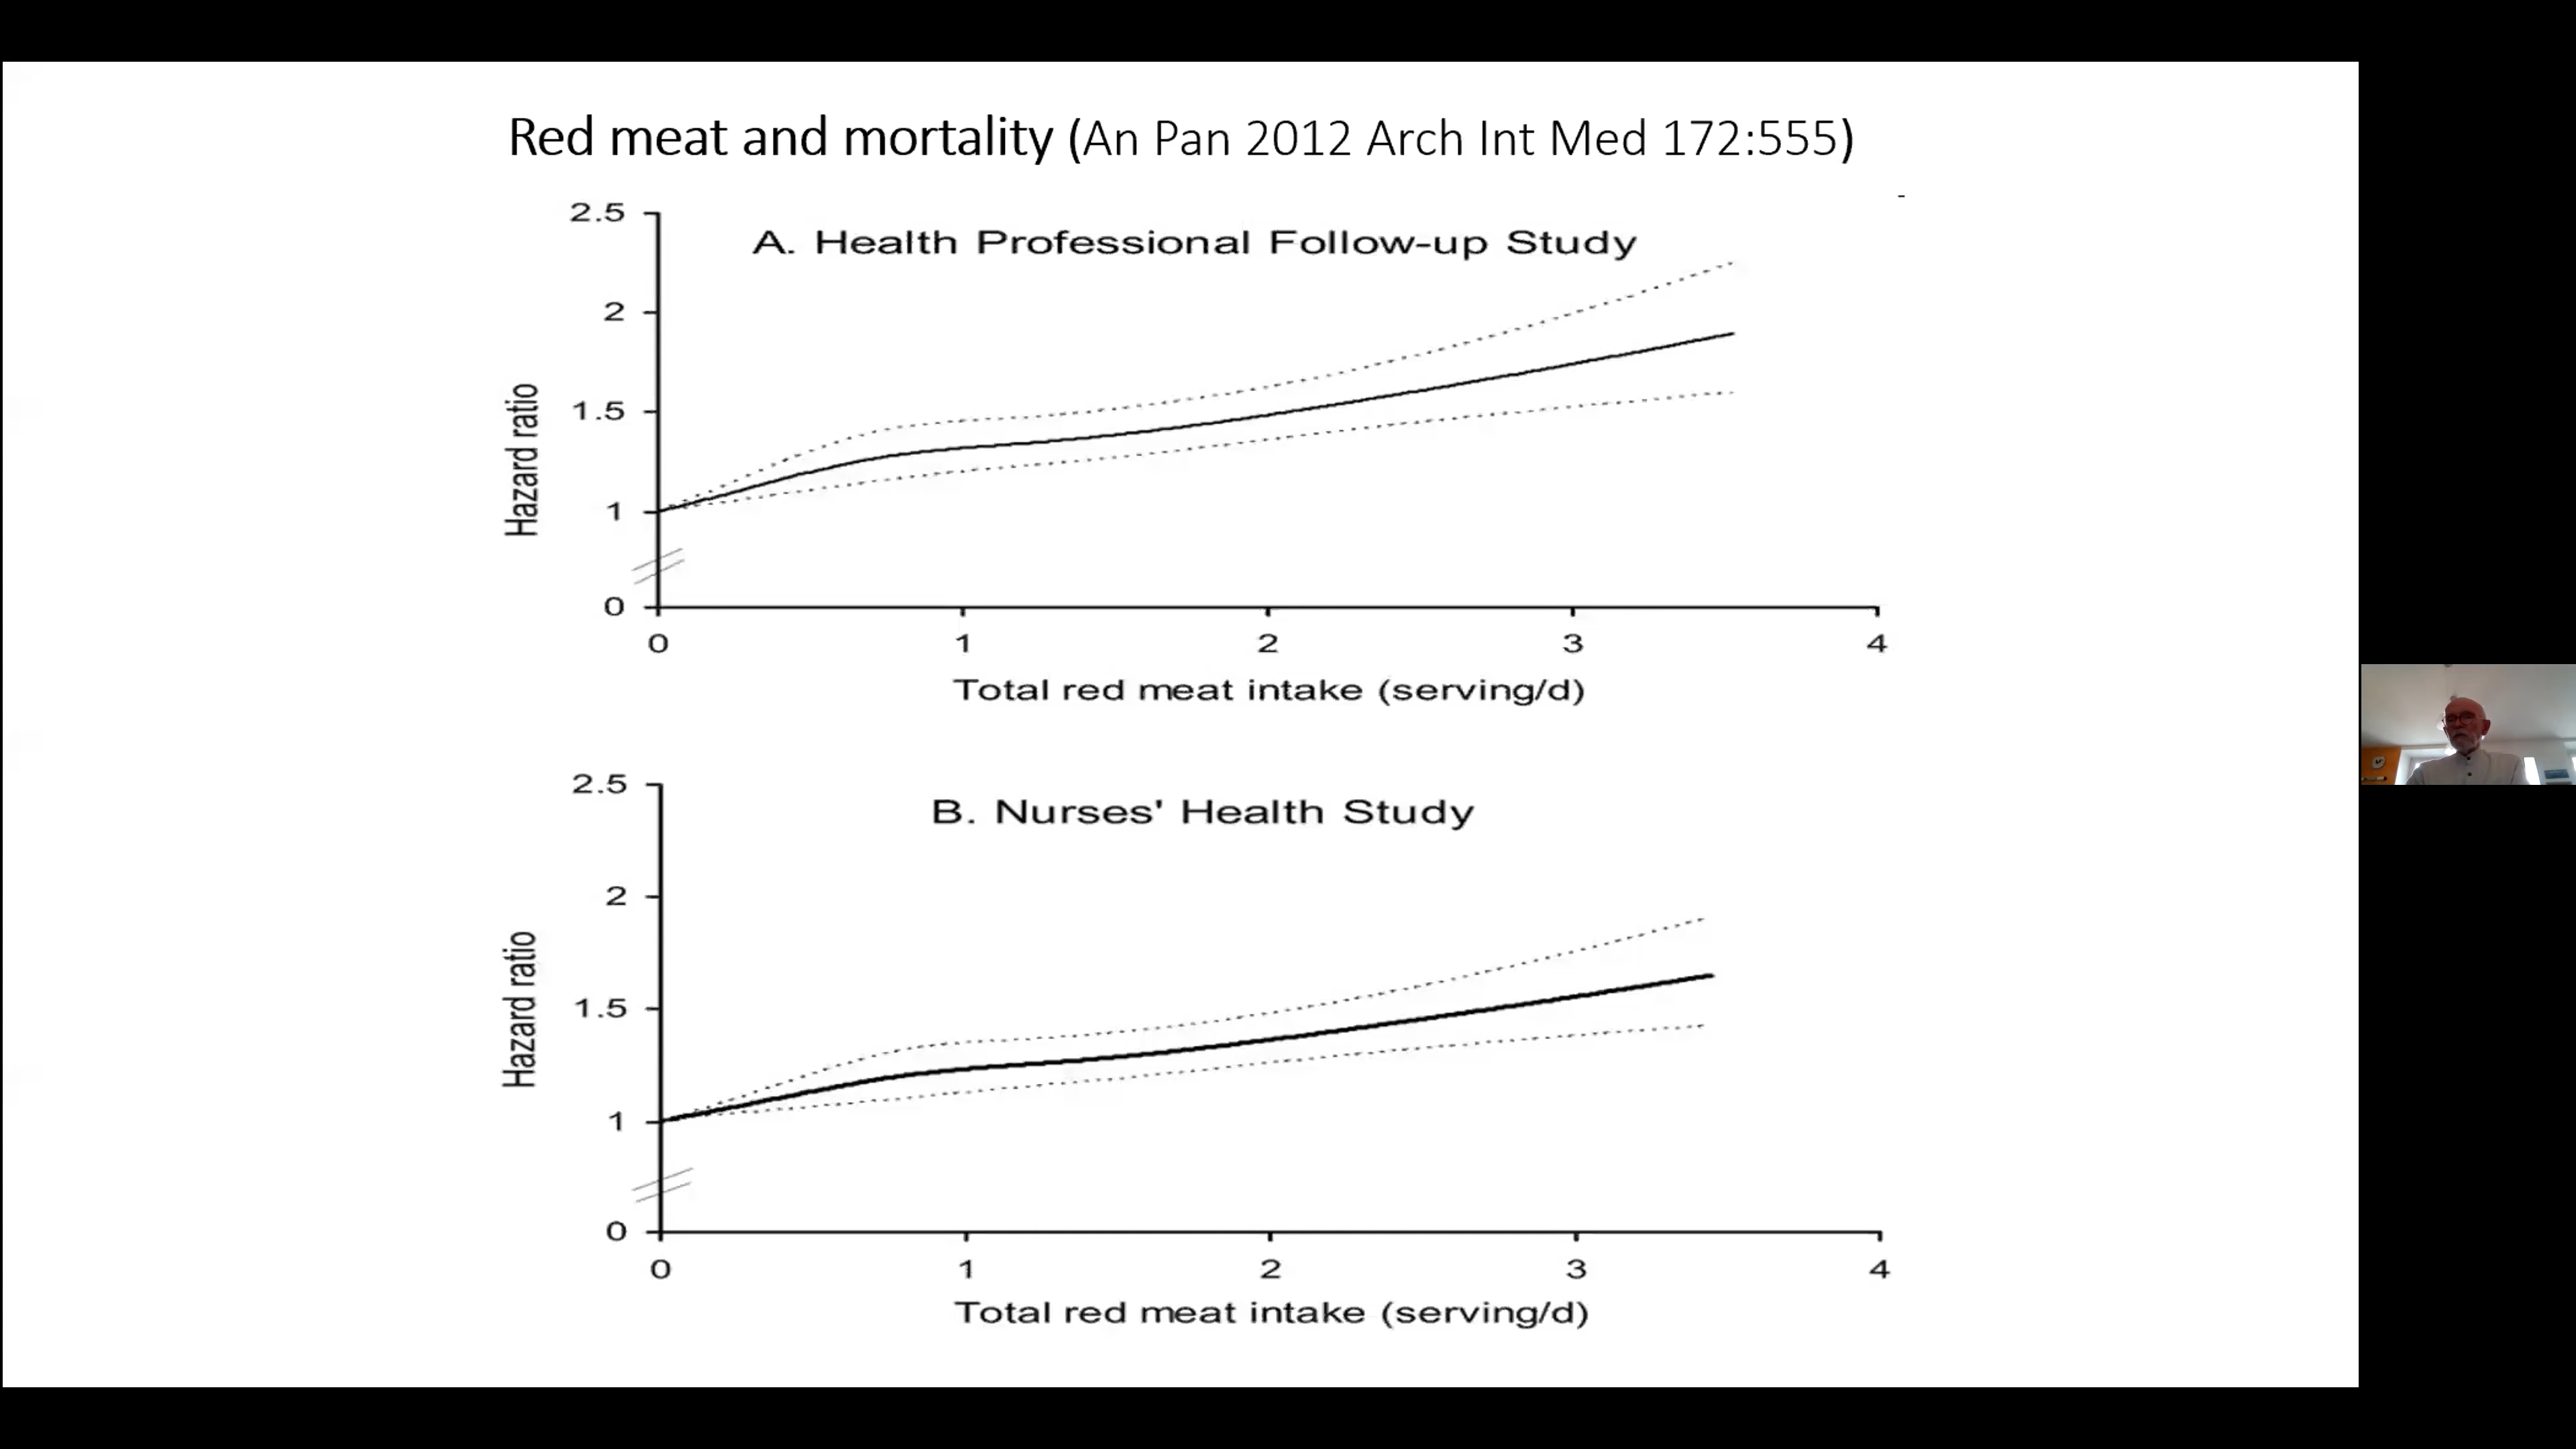 Red meat and mortality (An Pan 2012 Arch Int Med 172:555)
A. Health Professional Follow-up Study
Hazard ratio
2.5
2
1.5
1
0
0 1 2 3 4
Total red meat intake (serving/d)
B. Nurses' Health Study
Hazard ratio
2.5
2
1.5
1
0
0 1 2 3 4
Total red meat intake (serving/d)